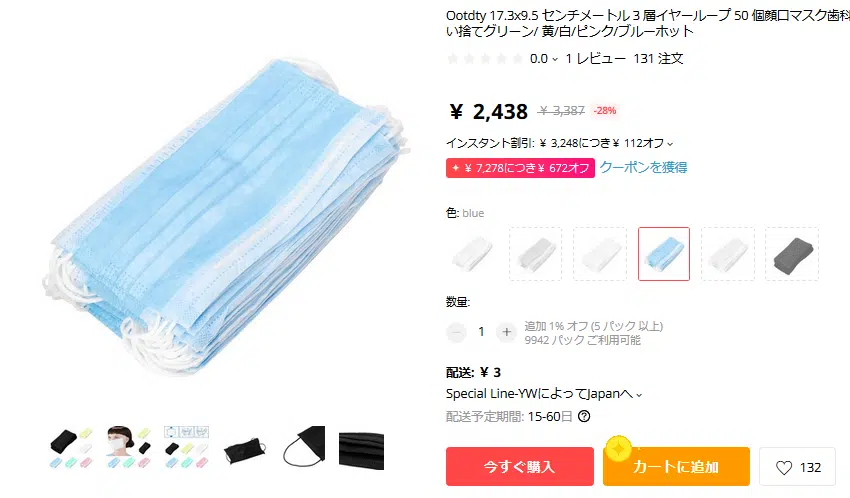 Ootdty 17.3x9.5 センチメートル 3 層イヤーループ 50 個顔口マスク歯科
い捨てグリーン/ 黄/白/ピンク/ブルーホット
0.0 1 レビュー 131 注文
¥ 2,438 ¥ 3,387 -28%
インスタント割引: ¥ 3,248につき¥ 112オフ
¥ 7,278につき¥ 672オフ クーポンを獲得
色: blue
数量:
1 追加 1% オフ (5 パック 以上)
9942 パック ご利用可能
配送: ¥ 3
Special Line-YWによってJapanへ
配送予定期間: 15-60日
今すぐ購入 カートに追加 132